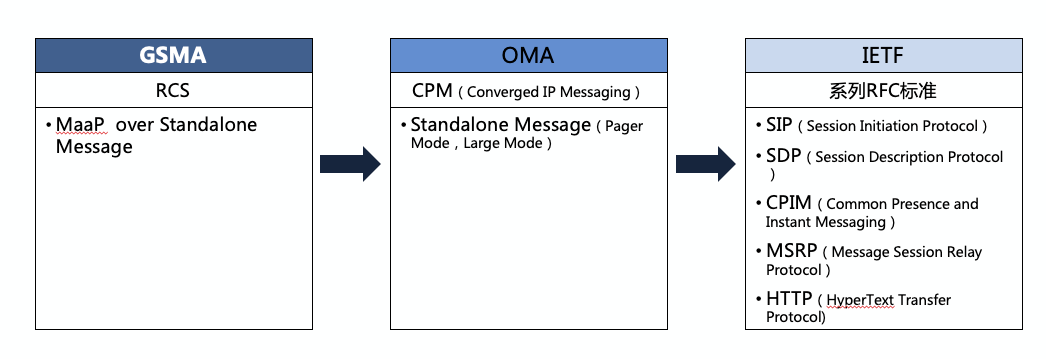 GSMA
RCS
• MaaP over Standalone
Message
OMA
CPM ( Converged IP Messaging )
• Standalone Message ( Pager
Mode , Large Mode )
IETF
系列RFC标准
• SIP ( Session Initiation Protocol )
• SDP ( Session Description Protocol
)
• CPIM ( Common Presence and
Instant Messaging )
• MSRP ( Message Session Relay
Protocol )
• HTTP ( HyperText Transfer
Protocol)